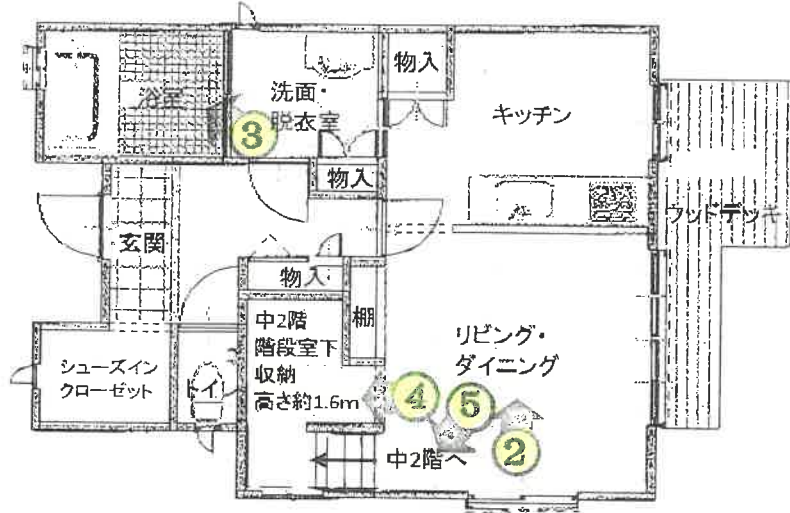 浴室
洗面・
脱衣室
物入
キッチン
物入
ウッドデッキ
玄関
物入
棚
中2階
階段室下
収納
高さ約1.6m
リビング・
ダイニング
シューズイン
クローゼット
トイレ
中2階へ
3
4
5
2